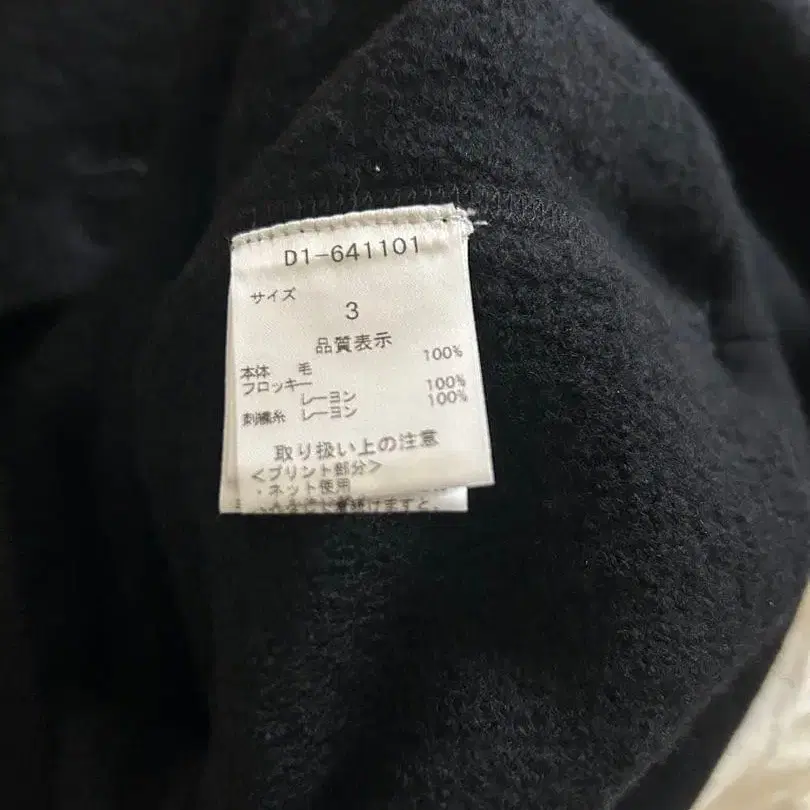 D1-641101
サイズ
3
品質表示
本体 毛 100%
フロッキー
レーヨン 100%
刺繍糸 レーヨン 100%
取り扱い上の注意
<プリント部分>
・ネット使用